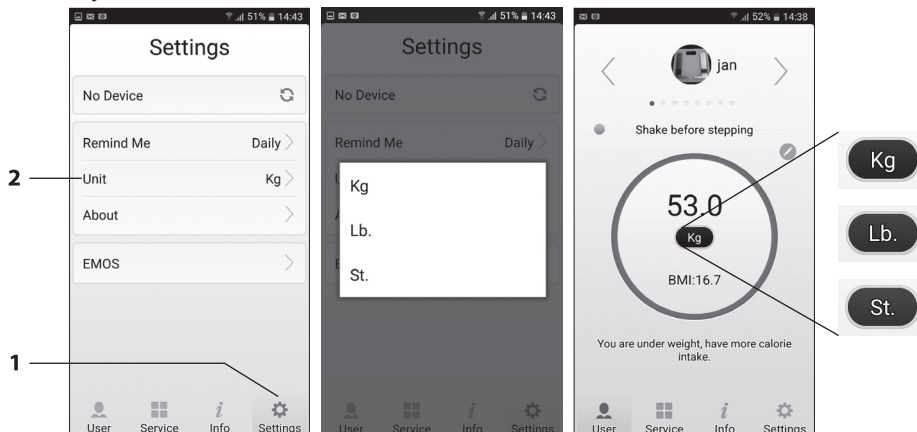 51% 14:43
Settings
No Device
Remind Me Daily
2
Unit Kg
About
EMOS
1
User Service Info Settings
51% 14:43
Settings
No Device
Remind Me Daily
Kg
Lb.
St.
User Service Info Settings
52% 14:38
jan
Shake before stepping
53.0
Kg
BMI:16.7
You are under weight, have more calorie
intake.
User Service Info Settings
Kg
Lb.
St.